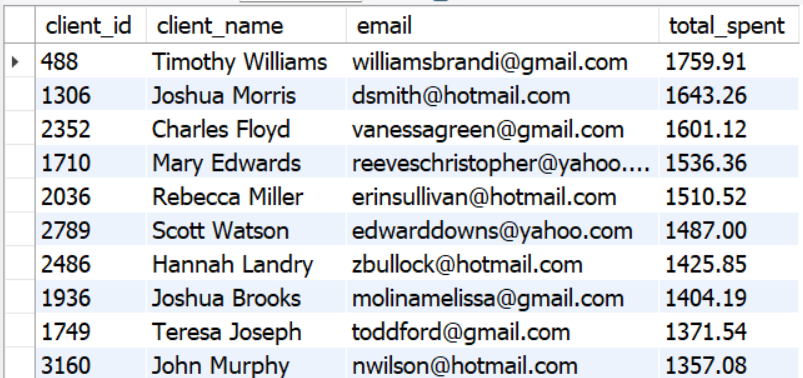 client_id client_name email total_spent
488 Timothy Williams williamsbrandi@gmail.com 1759.91
1306 Joshua Morris dsmith@hotmail.com 1643.26
2352 Charles Floyd vanessagreen@gmail.com 1601.12
1710 Mary Edwards reeveschristopher@yahoo.... 1536.36
2036 Rebecca Miller erinsullivan@hotmail.com 1510.52
2789 Scott Watson edwarddowns@yahoo.com 1487.00
2486 Hannah Landry zbullock@hotmail.com 1425.85
1936 Joshua Brooks molinamelissa@gmail.com 1404.19
1749 Teresa Joseph toddford@gmail.com 1371.54
3160 John Murphy nwilson@hotmail.com 1357.08